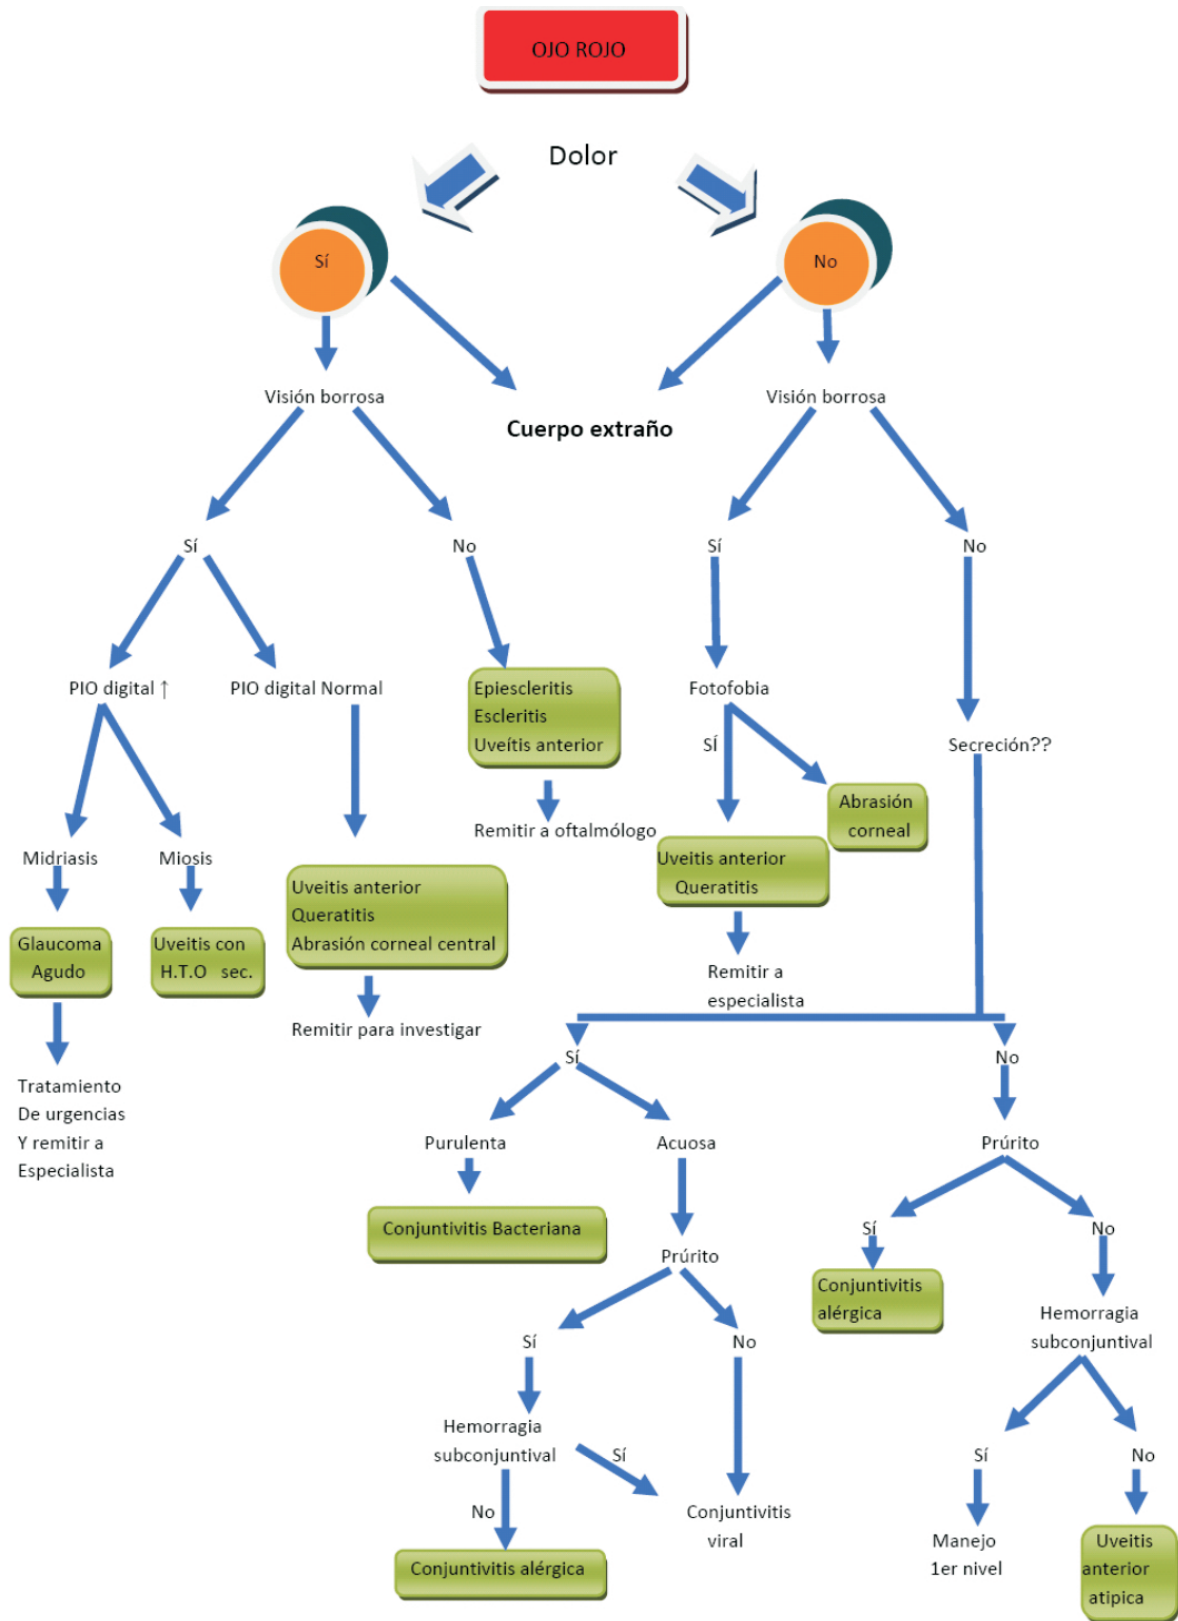 OJO ROJO
Dolor
Sí
No
Visión borrosa
Cuerpo extraño
Visión borrosa
Sí
No
Sí
No
PIO digital ↑
PIO digital Normal
Epiescleritis
Escleritis
Uveítis anterior
Fotofobia
SÍ
Secreción??
Abrasión
corneal
Remitir a oftalmólogo
Midriasis
Miosis
Uveitis anterior
Queratitis
Abrasión corneal central
Uveitis anterior
Queratitis
Glaucoma
Agudo
Uveitis con
H.T.O sec.
Remitir a
especialista
Remitir para investigar
Tratamiento
De urgencias
Y remitir a
Especialista
Sí
No
Purulenta
Acuosa
Prúrito
Conjuntivitis Bacteriana
Prúrito
Sí
No
Conjuntivitis
alérgica
Hemorragia
subconjuntival
Sí
No
Hemorragia
subconjuntival
Sí
No
Conjuntivitis
viral
Conjuntivitis alérgica
Sí
No
Manejo
1er nivel
Uveitis
anterior
atipica